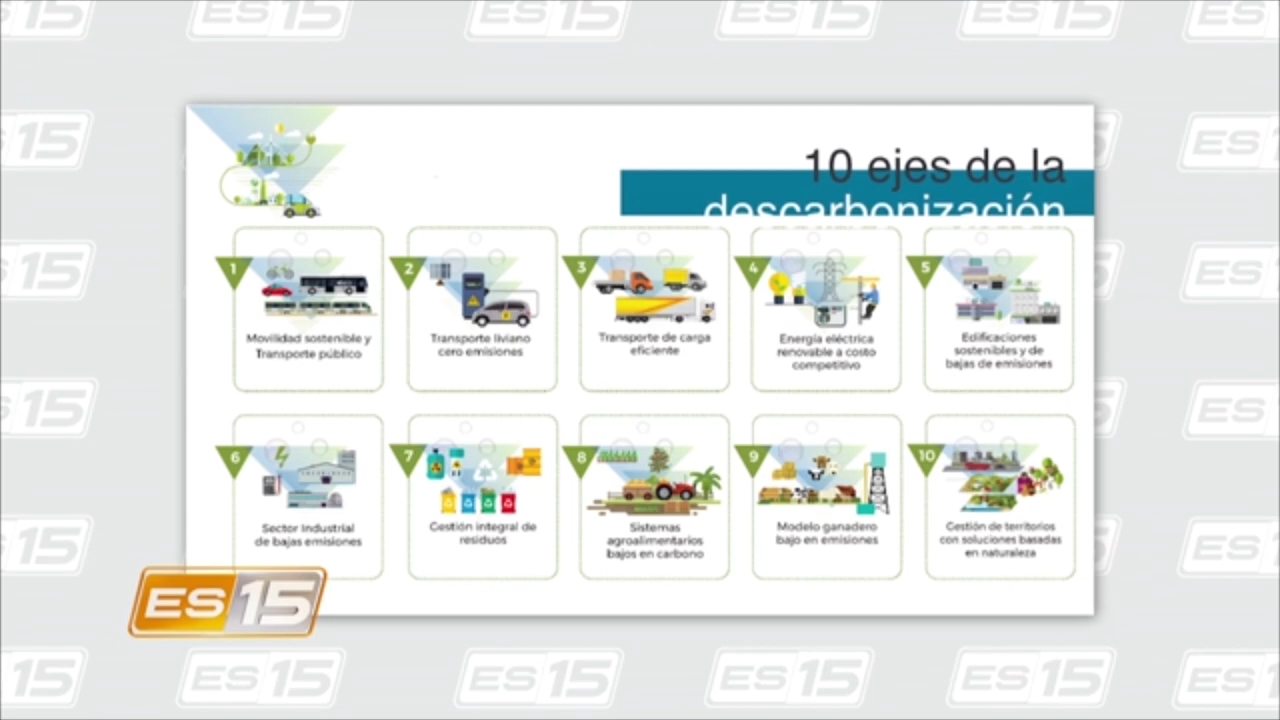 10 ejes de la
descarbonización
1
Movilidad sostenible y
Transporte público
2
Transporte liviano
cero emisiones
3
Transporte de carga
eficiente
4
Energía eléctrica
renovable a costo
competitivo
5
Edificaciones
sostenibles y de
bajas de emisiones
6
Sector Industrial
de bajas emisiones
7
Gestión integral de
residuos
8
Sistemas
agroalimentarios
bajos en carbono
9
Modelo ganadero
bajo en emisiones
10
Gestión de territorios
con soluciones basadas
en naturaleza
ES15